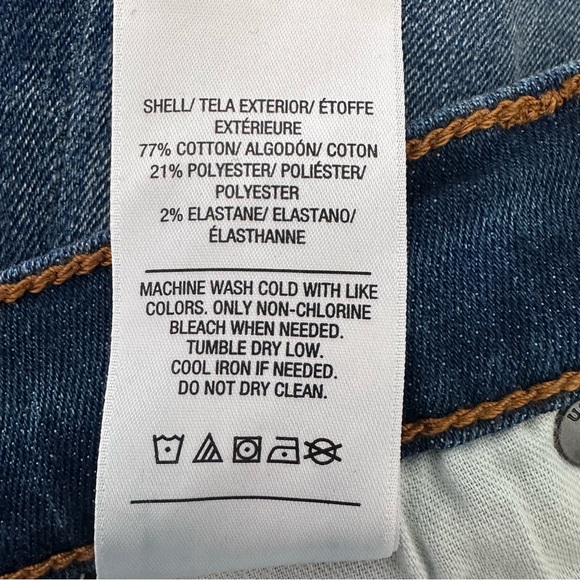 SHELL/ TELA EXTERIOR/ ÉTOFFE
EXTÉRIEURE
77% COTTON/ ALGODÓN/ COTON
21% POLYESTER/ POLIÉSTER/
POLYESTER
2% ELASTANE/ ELASTANO/
ÉLASTHANNE
MACHINE WASH COLD WITH LIKE
COLORS. ONLY NON-CHLORINE
BLEACH WHEN NEEDED.
TUMBLE DRY LOW.
COOL IRON IF NEEDED.
DO NOT DRY CLEAN.